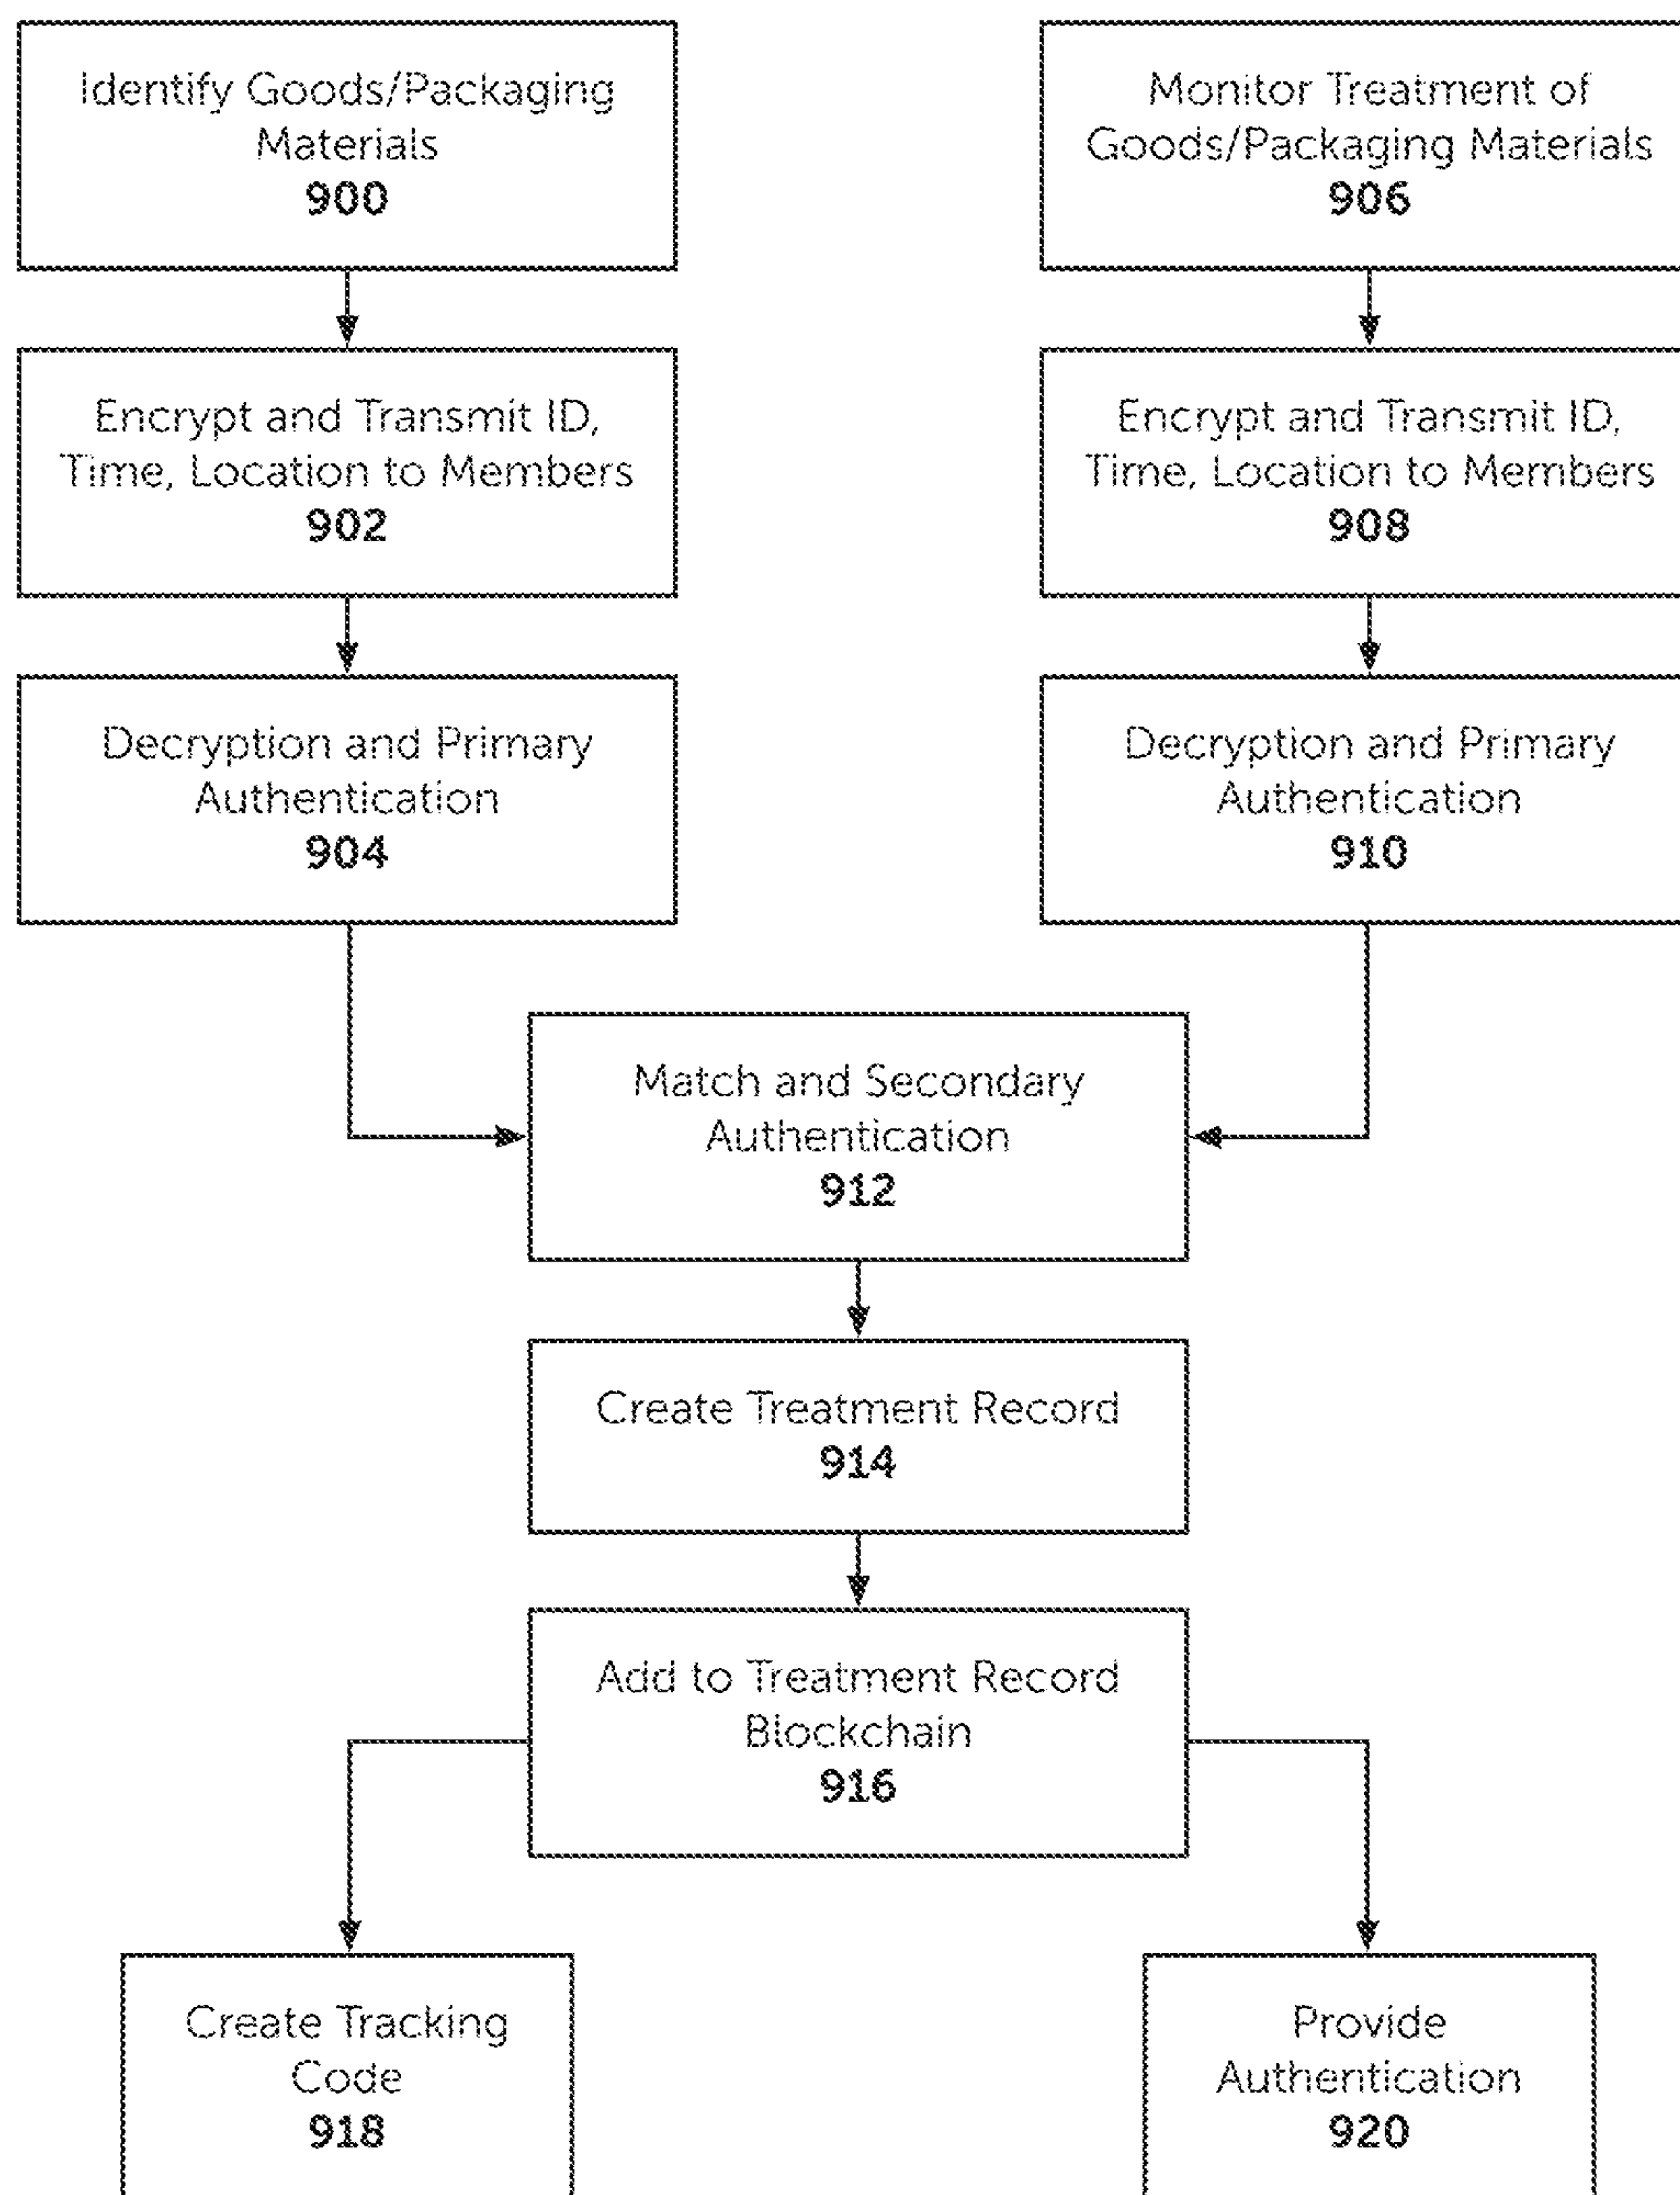 Identify Goods/Packaging
Materials
900
Encrypt and Transmit ID,
Time, Location to Members
902
Decryption and Primary
Authentication
904
Monitor Treatment of
Goods/Packaging Materials
906
Encrypt and Transmit ID,
Time, Location to Members
908
Decryption and Primary
Authentication
910
Match and Secondary
Authentication
912
Create Treatment Record
914
Add to Treatment Record
Blockchain
916
Create Tracking
Code
918
Provide
Authentication
920